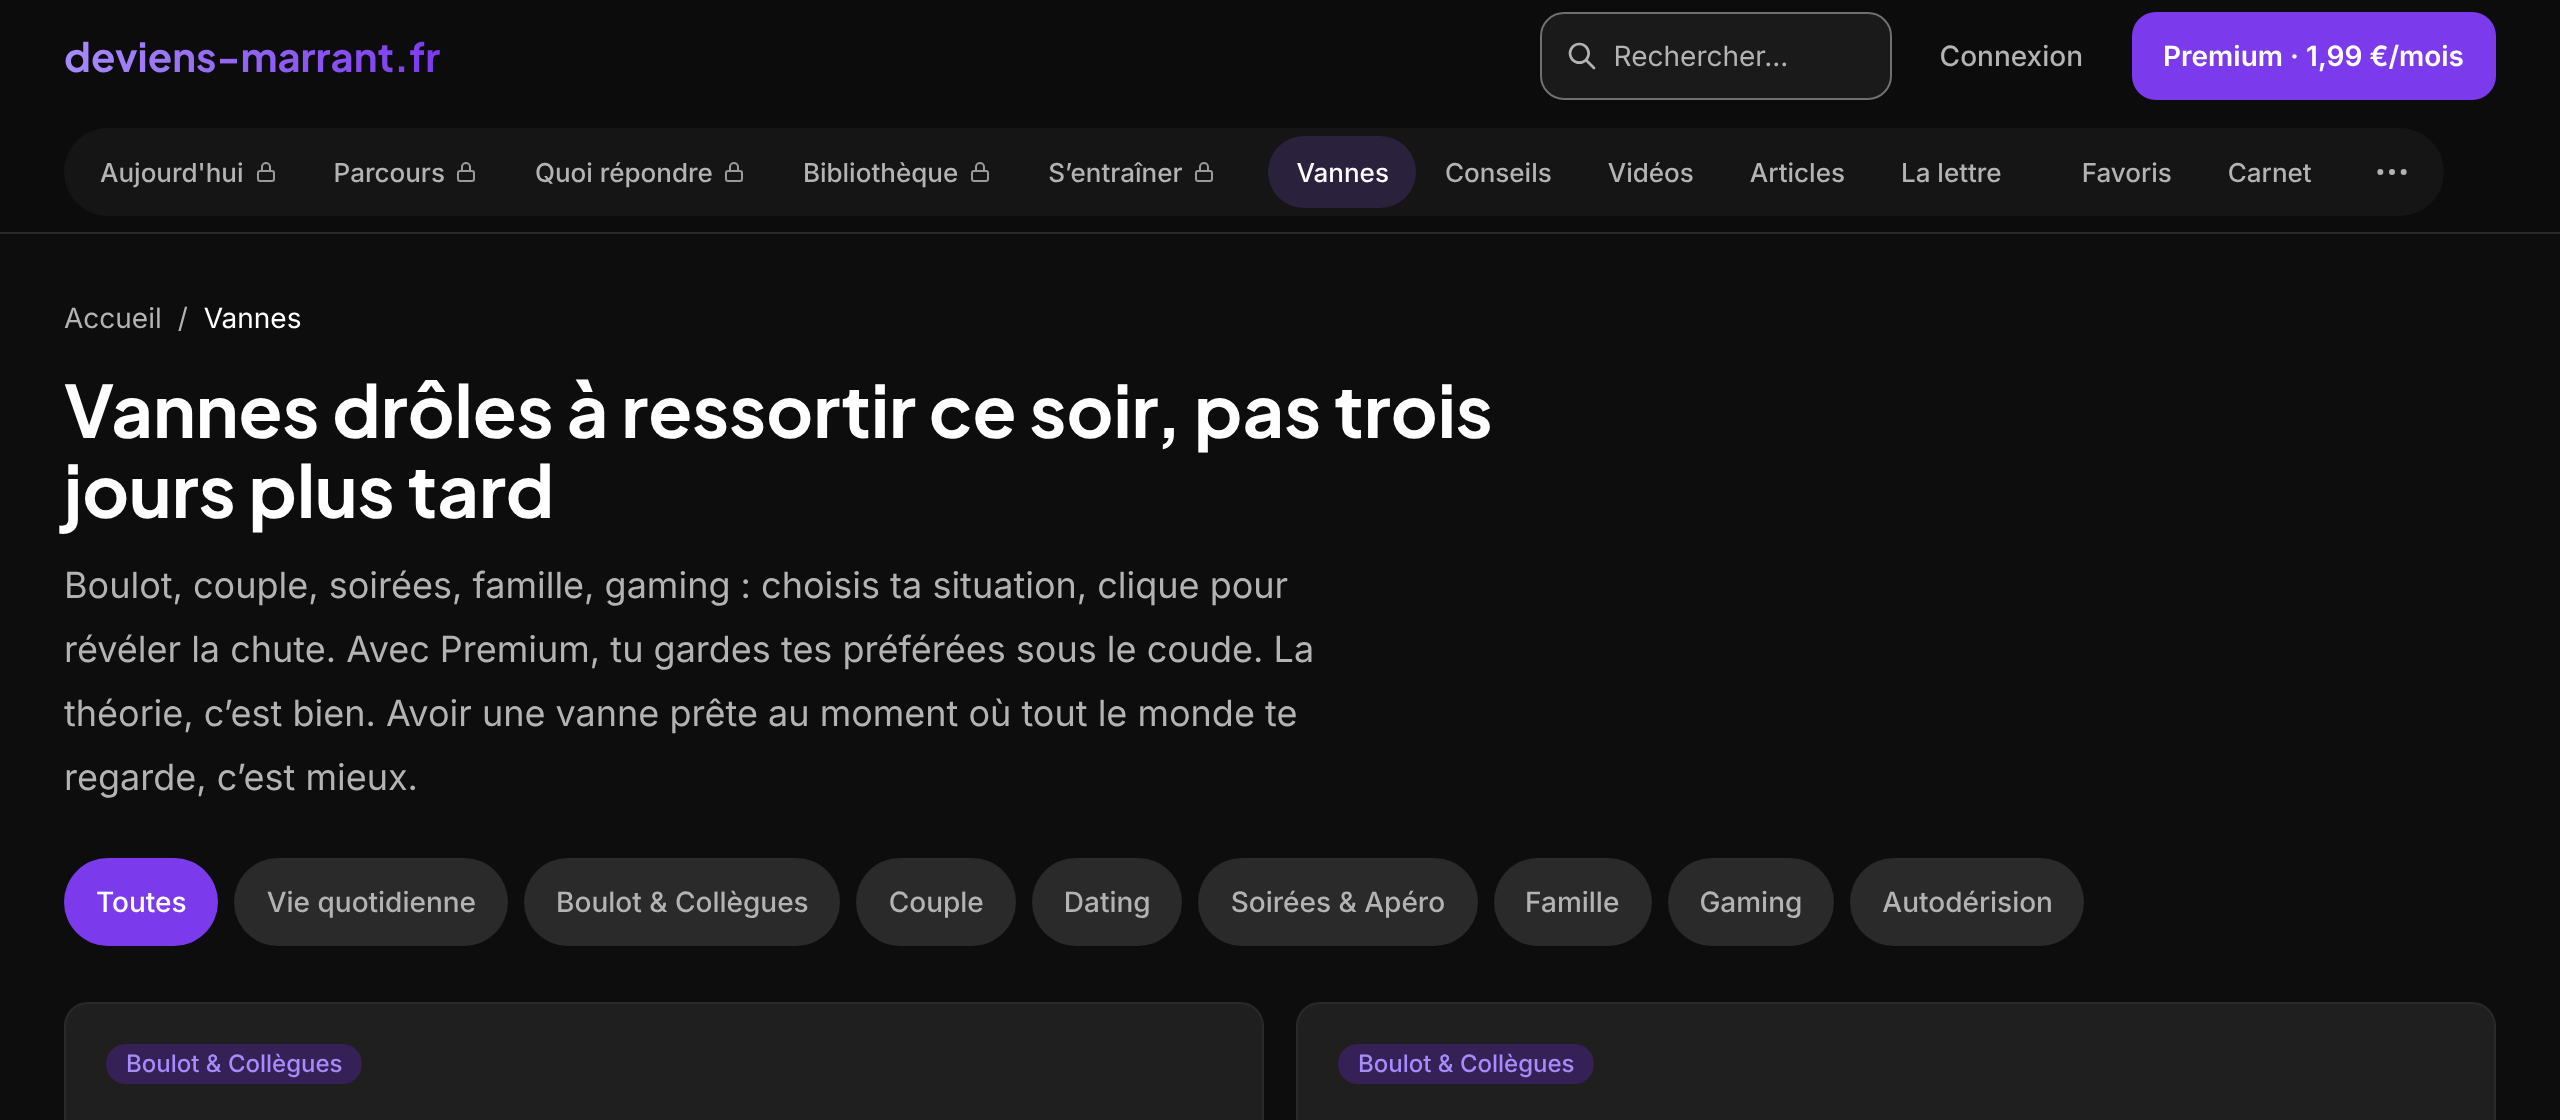 deviens-marrant.fr
Rechercher...
Connexion
Premium · 1,99 €/mois
Aujourd'hui
Parcours
Quoi répondre
Bibliothèque
S’entraîner
Vannes
Conseils
Vidéos
Articles
La lettre
Favoris
Carnet
Accueil / Vannes
Vannes drôles à ressortir ce soir, pas trois
jours plus tard
Boulot, couple, soirées, famille, gaming : choisis ta situation, clique pour
révéler la chute. Avec Premium, tu gardes tes préférées sous le coude. La
théorie, c’est bien. Avoir une vanne prête au moment où tout le monde te
regarde, c’est mieux.
Toutes
Vie quotidienne
Boulot & Collègues
Couple
Dating
Soirées & Apéro
Famille
Gaming
Autodérision
Boulot & Collègues
Boulot & Collègues